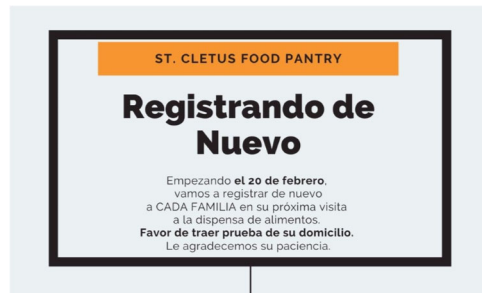 ST. CLETUS FOOD PANTRY
Registrando de
Nuevo
Empezando el 20 de febrero,
vamos a registrar de nuevo
a CADA FAMILIA en su próxima visita
a la dispensa de alimentos.
Favor de traer prueba de su domicilio.
Le agradecemos su paciencia.